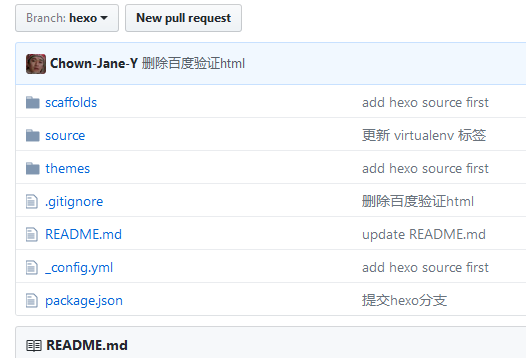 Branch: hexo New pull request
Chown-Jane-Y 删除百度验证html
scaffolds add hexo source first
source 更新 virtualenv 标签
themes add hexo source first
.gitignore 删除百度验证html
README.md update README.md
_config.yml add hexo source first
package.json 提交hexo分支
README.md